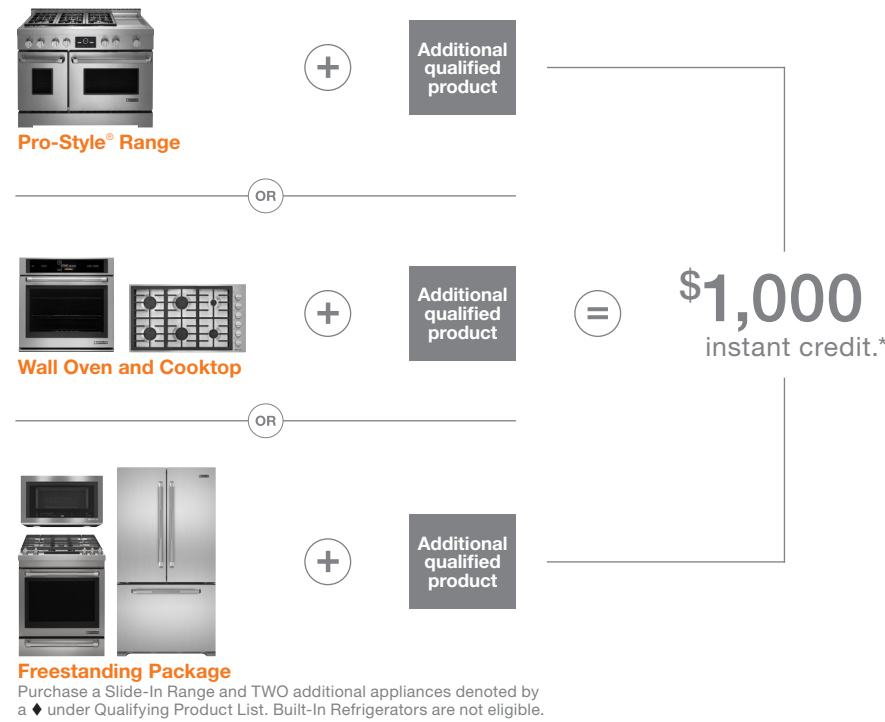 +
Additional
qualified
product
Pro-Style® Range
OR
+
Additional
qualified
product
=
$1,000
instant credit.*
Wall Oven and Cooktop
OR
+
Additional
qualified
product
Freestanding Package
Purchase a Slide-In Range and TWO additional appliances denoted by
a ♦ under Qualifying Product List. Built-In Refrigerators are not eligible.